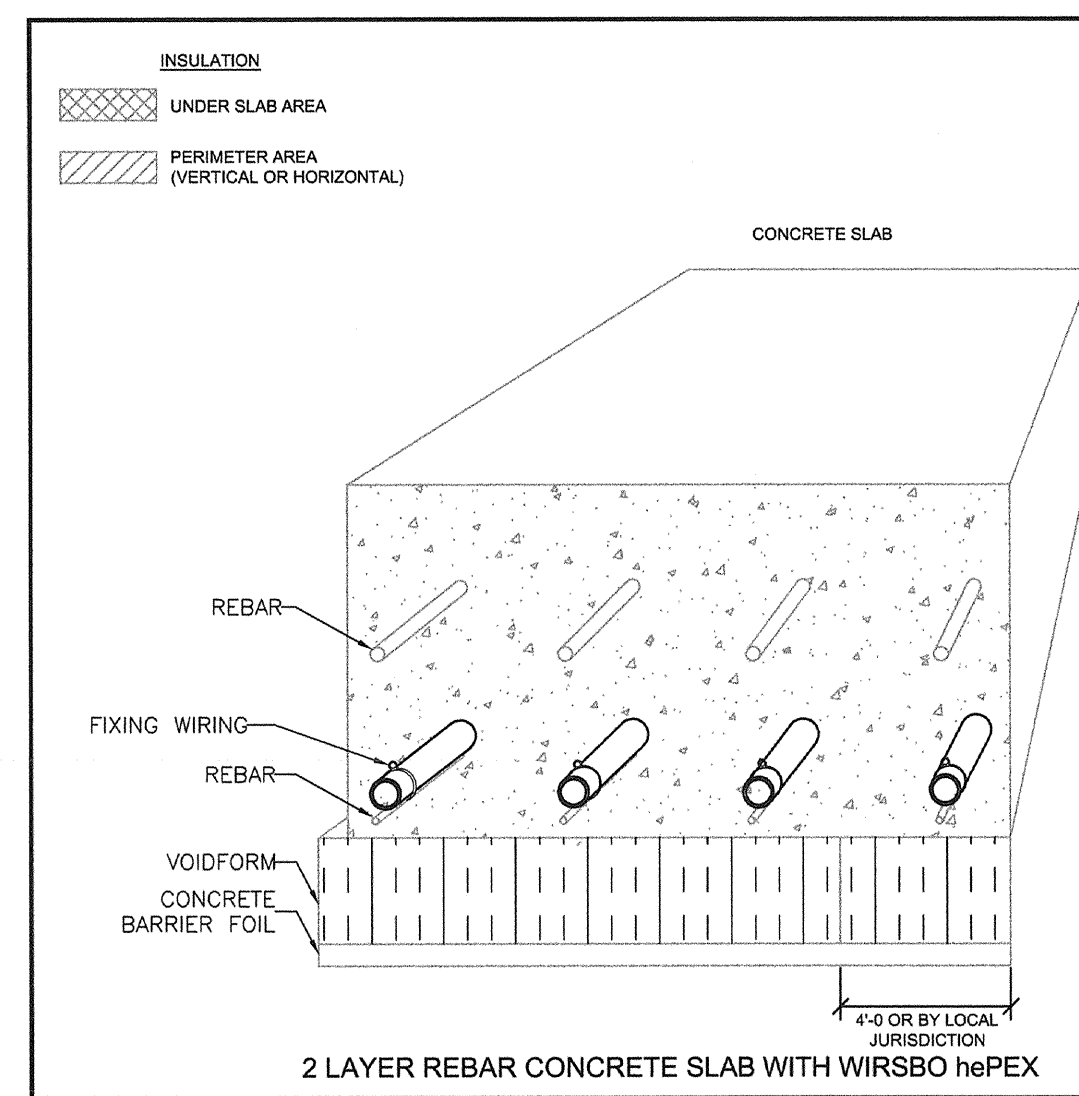 INSULATION
UNDER SLAB AREA
PERIMETER AREA
(VERTICAL OR HORIZONTAL)
CONCRETE SLAB
REBAR
FIXING WIRING
REBAR
VOIDFORM
CONCRETE
BARRIER FOIL
4'-0 OR BY LOCAL
JURISDICTION
2 LAYER REBAR CONCRETE SLAB WITH WIRSBO hePEX